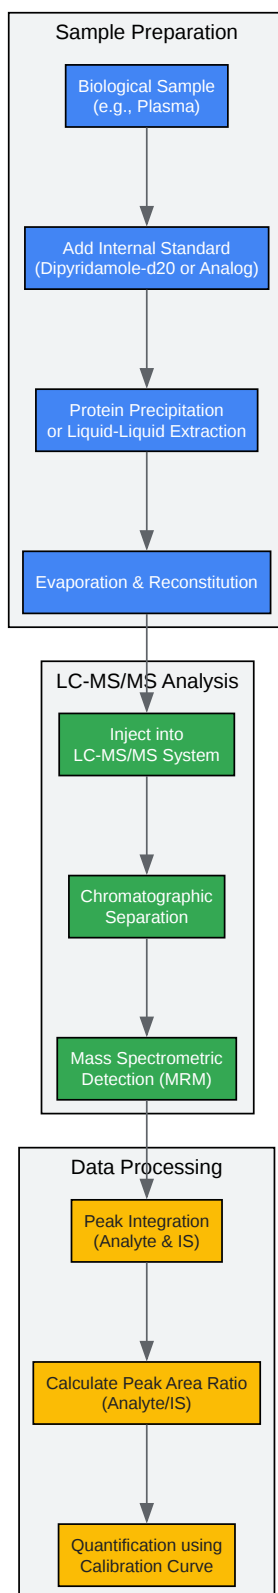 Sample Preparation
Biological Sample
(e.g., Plasma)
Add Internal Standard
(Dipyridamole-d20 or Analog)
Protein Precipitation
or Liquid-Liquid Extraction
Evaporation & Reconstitution
LC-MS/MS Analysis
Inject into
LC-MS/MS System
Chromatographic
Separation
Mass Spectrometric
Detection (MRM)
Data Processing
Peak Integration
(Analyte & IS)
Calculate Peak Area Ratio
(Analyte/IS)
Quantification using
Calibration Curve